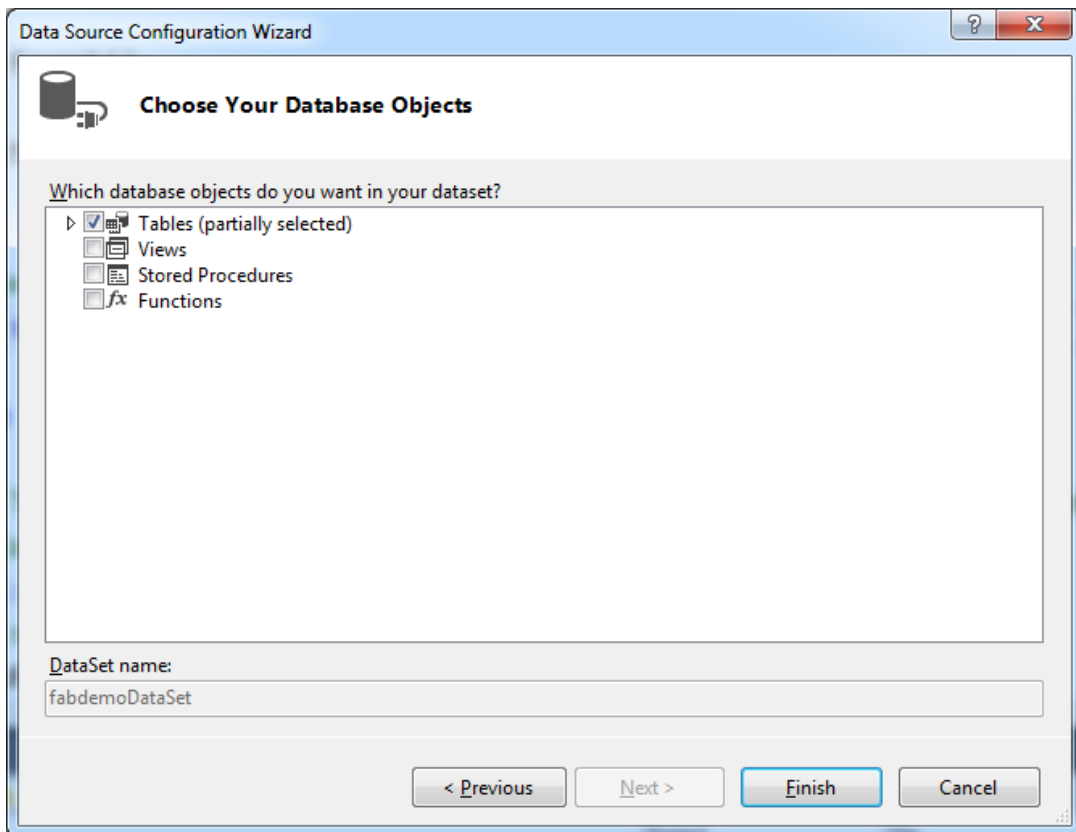 Data Source Configuration Wizard
Choose Your Database Objects
Which database objects do you want in your dataset?
Tables (partially selected)
Views
Stored Procedures
fx Functions
DataSet name:
fabdemoDataSet
< Previous Next > Finish Cancel